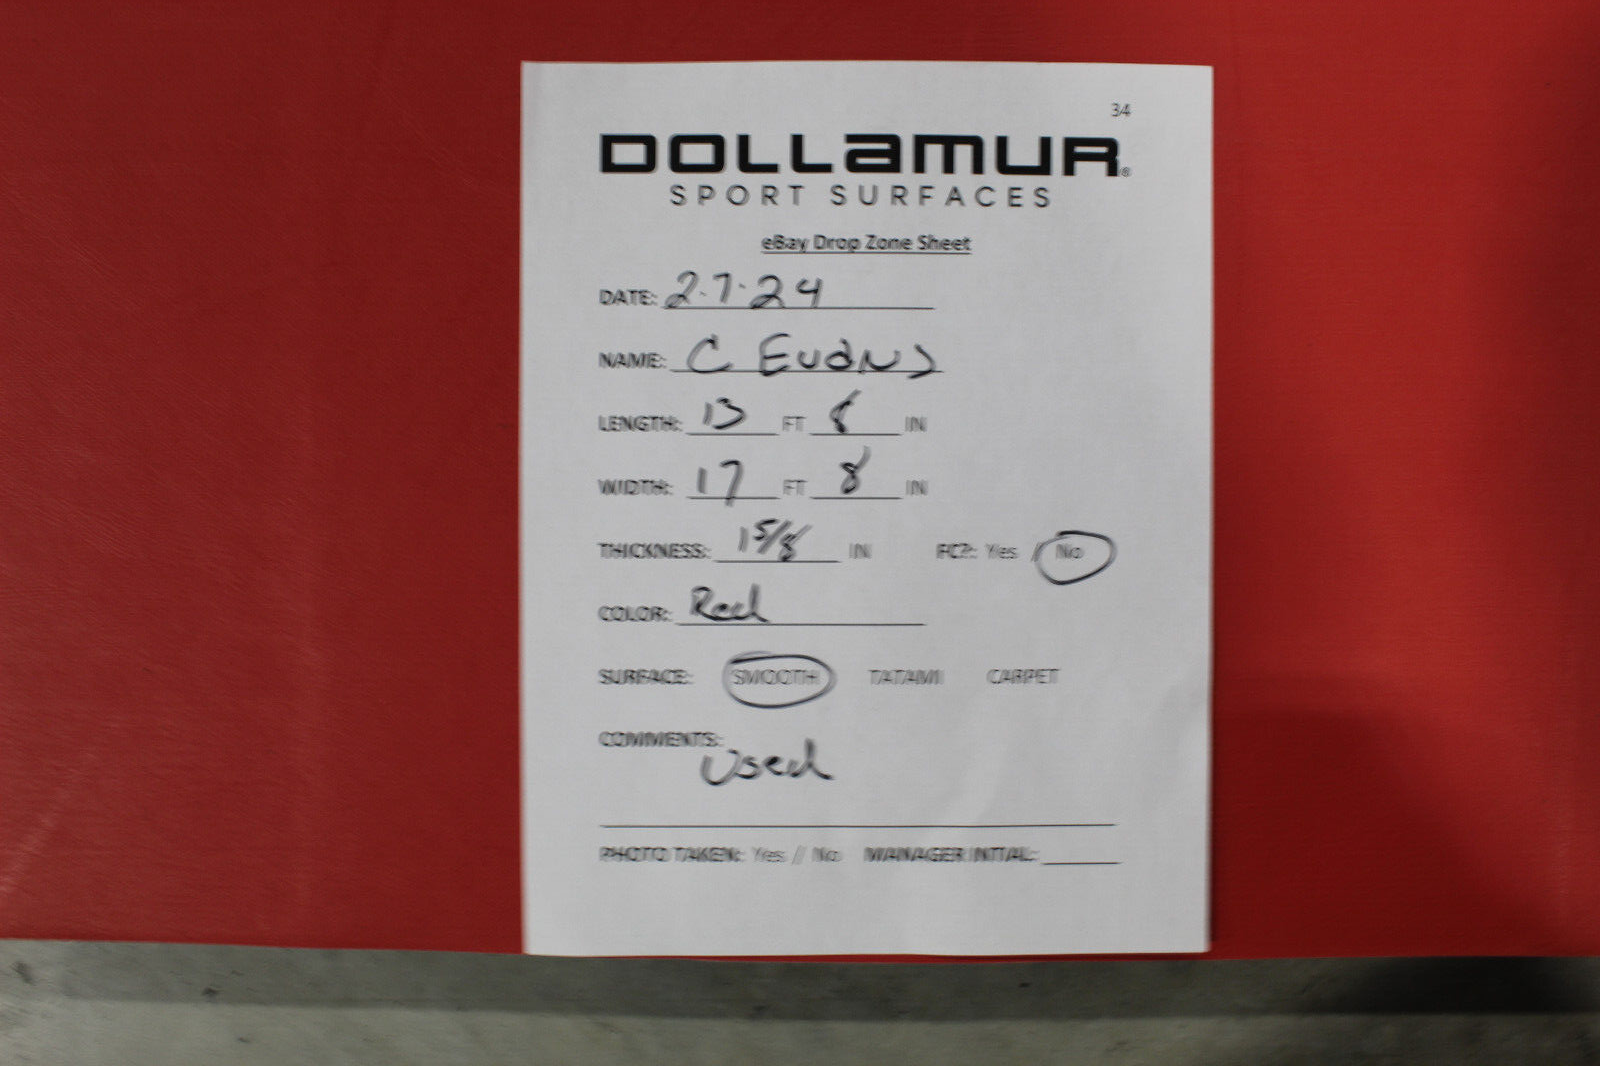 34
DOLLAMUR®
SPORT SURFACES
eBay Drop Zone Sheet
DATE: 2.7.24
NAME: C Evans
LENGTH: 13 FT 8 IN
WIDTH: 17 FT 8 IN
THICKNESS: 1 5/8 IN FC?: Yes / No
COLOR: Red
SURFACE: SMOOTH TATAMI CARPET
COMMENTS:
Used
PHOTO TAKEN: Yes / No MANAGER INITIAL: